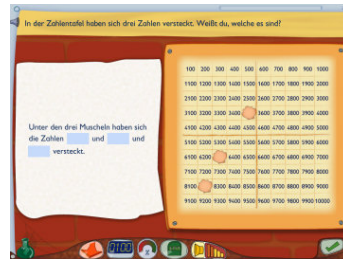 In der Zahlentafel haben sich drei Zahlen versteckt. Weißt du, welche es sind?
Unter den drei Muscheln haben sich
die Zahlen und und
versteckt.
100 200 300 400 500 600 700 800 900 1000
1100 1200 1300 1400 1500 1600 1700 1800 1900 2000
2100 2200 2300 2400 2500 2600 2700 2800 2900 3000
3100 3200 3300 3400 3600 3700 3800 3900 4000
4100 4200 4300 4400 4500 4600 4700 4800 4900 5000
5100 5200 5300 5400 5500 5600 5700 5800 5900 6000
6100 6200 6400 6500 6600 6700 6800 6900 7000
7100 7200 7300 7400 7500 7600 7700 7800 7900 8000
8100 8300 8400 8500 8600 8700 8800 8900 9000
9100 9200 9300 9400 9500 9600 9700 9800 9900 10000
0100